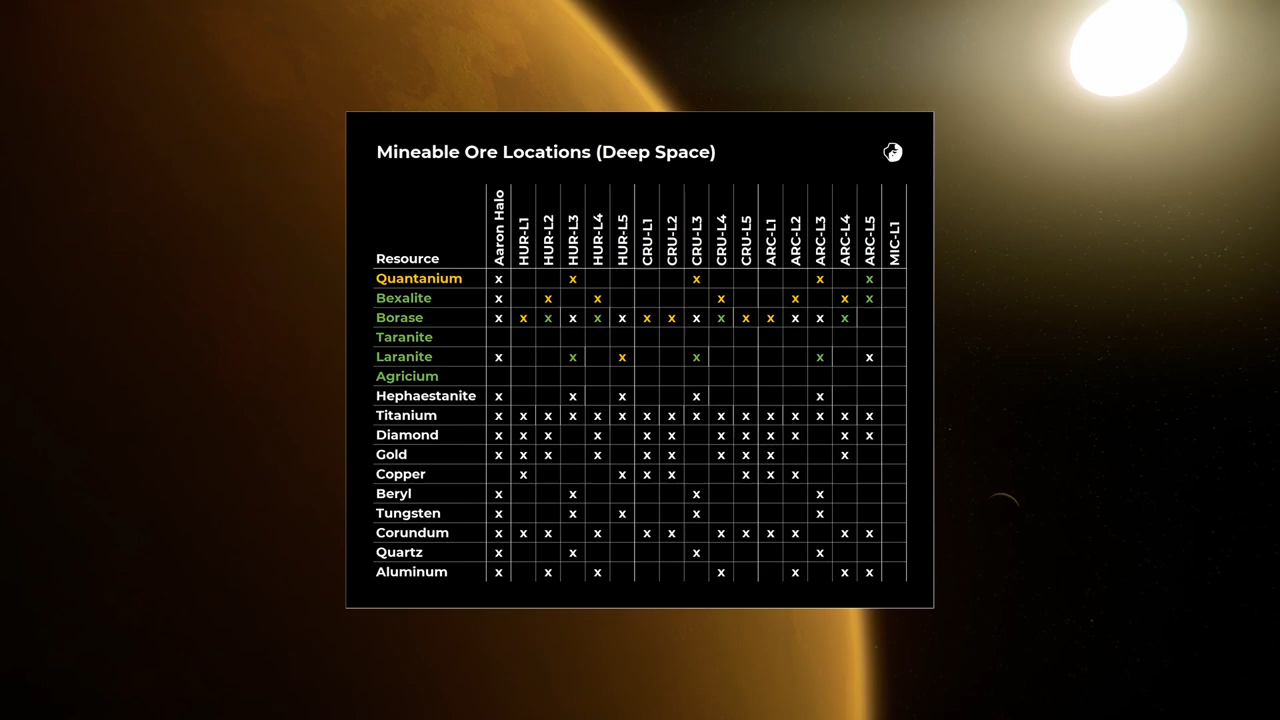 Mineable Ore Locations (Deep Space)
Resource Aaron Halo HUR-L1 HUR-L2 HUR-L3 HUR-L4 HUR-L5 CRU-L1 CRU-L2 CRU-L3 CRU-L4 CRU-L5 ARC-L1 ARC-L2 ARC-L3 ARC-L4 ARC-L5 MIC-L1
Quantanium x x x x x
Bexalite x x x x x x x
Borase x x x x x x x x x x x x x x x
Taranite
Laranite x x x x x x
Agricium
Hephaestanite x x x x x
Titanium x x x x x x x x x x x x x x x x
Diamond x x x x x x x x x x x x
Gold x x x x x x x x x x
Copper x x x x x x x
Beryl x x x x
Tungsten x x x x x
Corundum x x x x x x x x x x x x
Quartz x x x x
Aluminum x x x x x x x